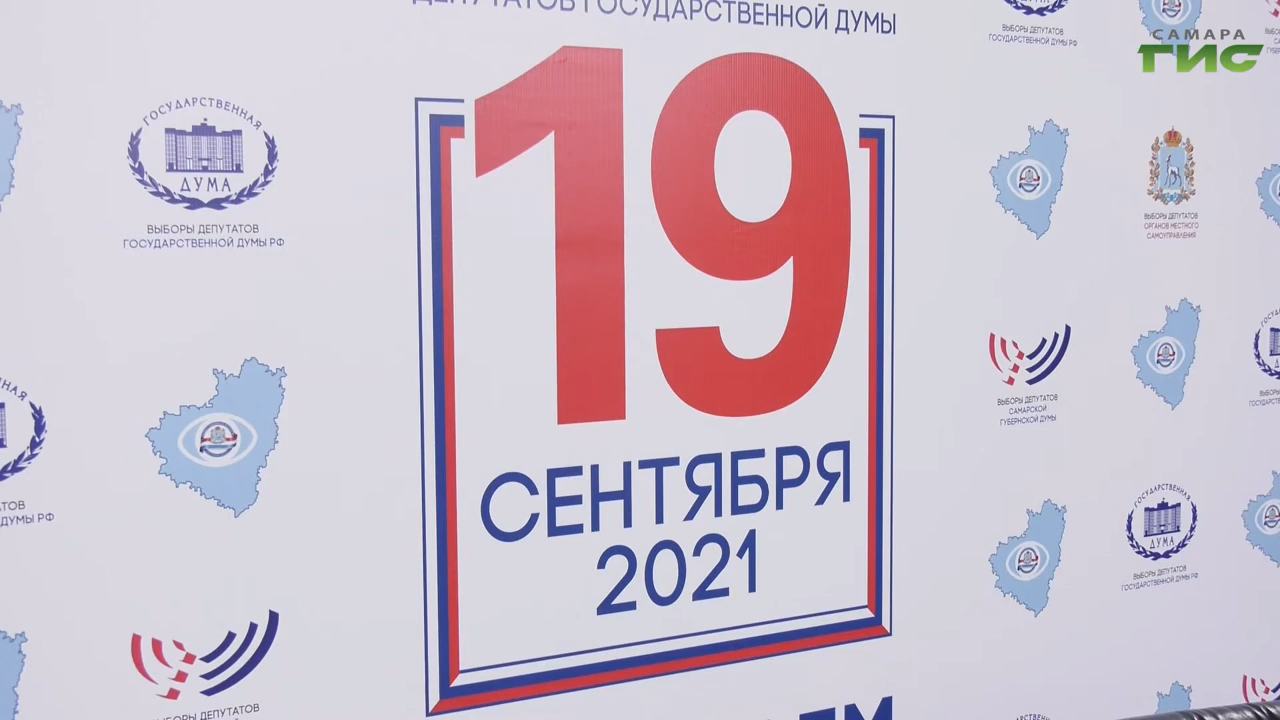 ДЕПУТАТОВ ГОСУДАРСТВЕННОЙ ДУМЫ
19
СЕНТЯБРЯ
2021
САМАРА
ГИС
ГОСУДАРСТВЕННАЯ
ДУМА
ВЫБОРЫ ДЕПУТАТОВ
ГОСУДАРСТВЕННОЙ ДУМЫ РФ
ДУМЫ РФ
ВЫБОРЫ ДЕПУТАТОВ
ВЫБОРЫ ДЕПУТАТОВ
ГОСУДАРСТВЕННОЙ ДУМЫ РФ
ВЫБОРЫ ДЕПУТАТОВ
ОРГАНОВ МЕСТНОГО
САМОУПРАВЛЕНИЯ
ВЫБОРЫ ДЕПУТАТОВ
САМАРСКОЙ
ГУБЕРНСКОЙ ДУМЫ
ГОСУДАРСТВЕННАЯ
ДУМА
ВЫБОРЫ ДЕПУТАТОВ
ГОСУДАРСТВЕННОЙ ДУМЫ РФ